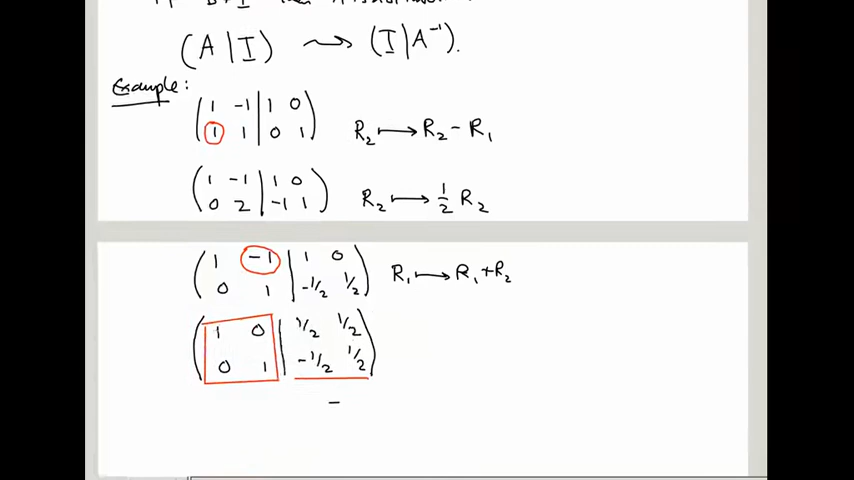 (A | I) ⟿ (I | A⁻¹).
Example:
( 1 -1 | 1 0 )
( 1 1 | 0 1 ) R₂ ⟼ R₂ - R₁
( 1 -1 | 1 0 )
( 0 2 | -1 1 ) R₂ ⟼ 1/2 R₂
( 1 -1 | 1 0 )
( 0 1 | -1/2 1/2 ) R₁ ⟼ R₁ + R₂
( 1 0 | 1/2 1/2 )
( 0 1 | -1/2 1/2 )